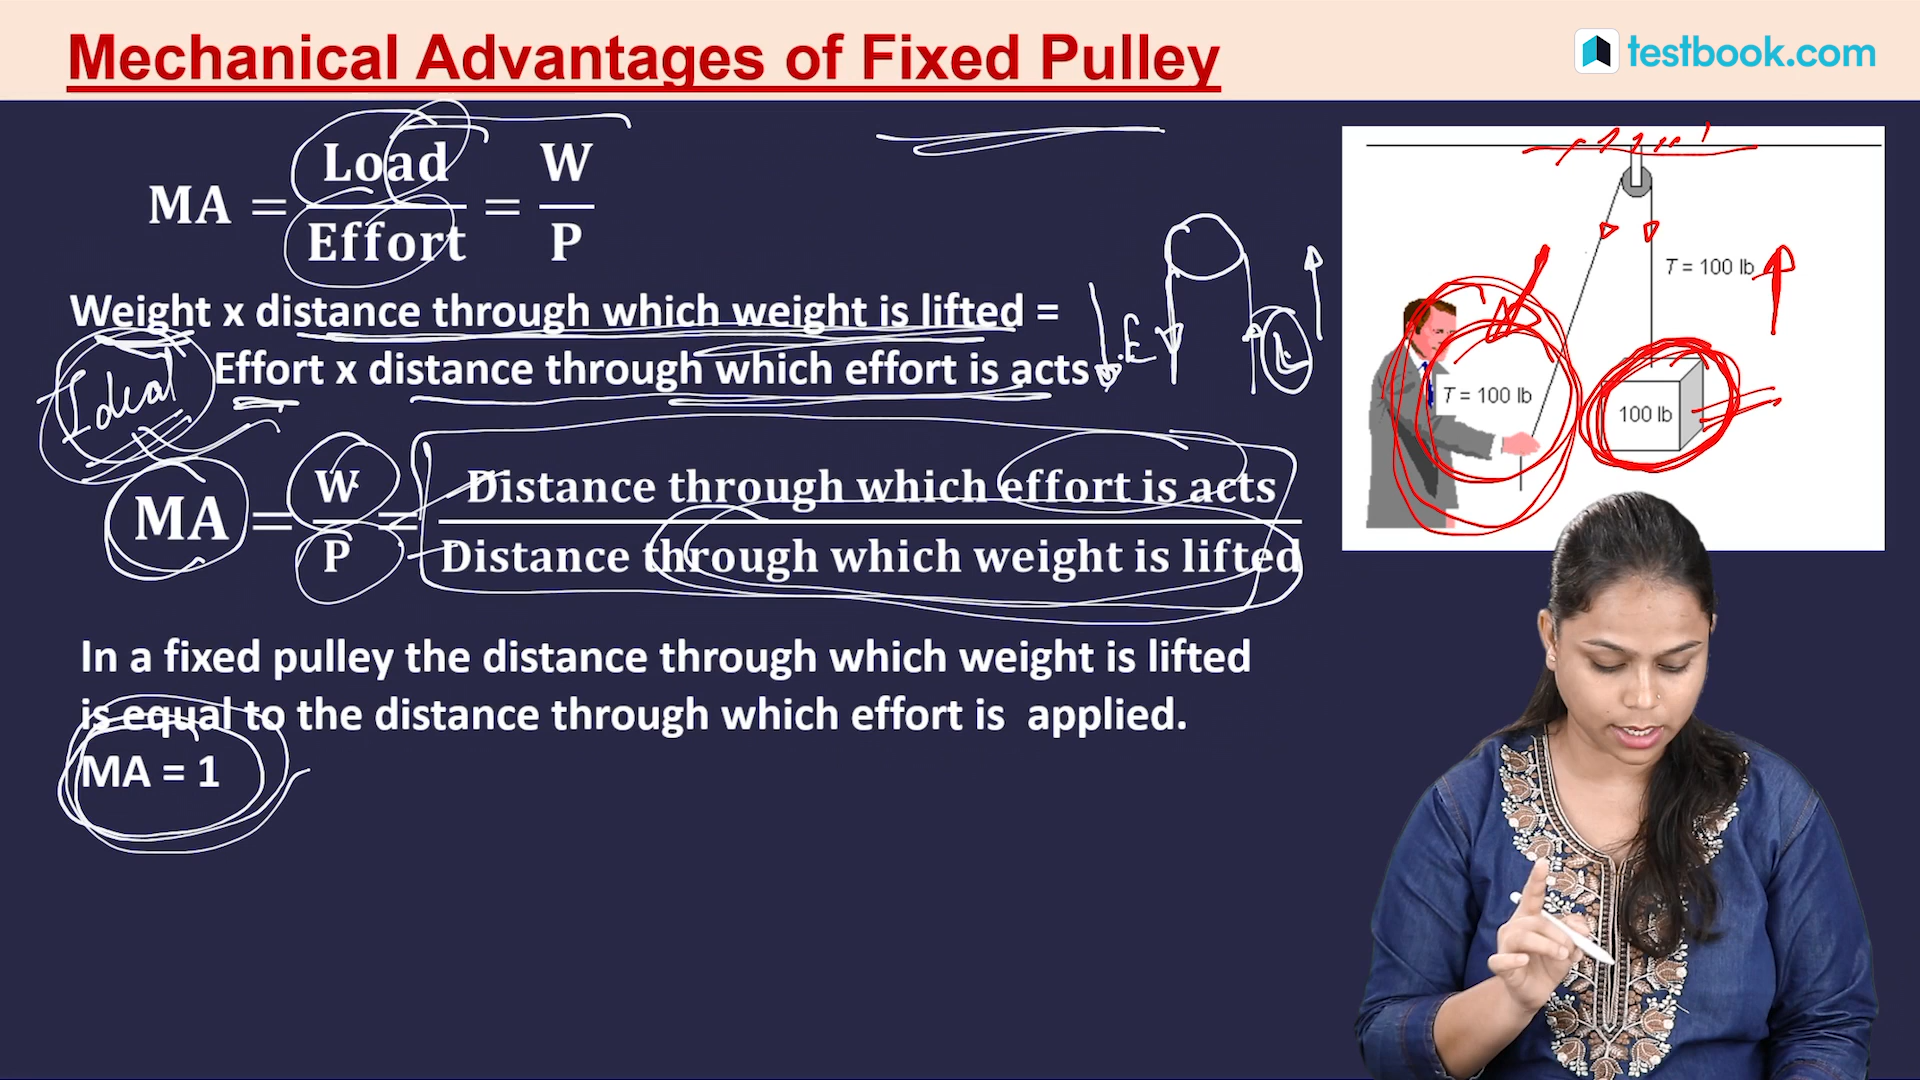 Mechanical Advantages of Fixed Pulley
testbook.com
MA = Load / Effort = W / P
Weight x distance through which weight is lifted =
Effort x distance through which effort is acts
Ideal
E
L
MA = W / P = Distance through which effort is acts / Distance through which weight is lifted
In a fixed pulley the distance through which weight is lifted
is equal to the distance through which effort is applied.
MA = 1
T = 100 lb
T = 100 lb
100 lb